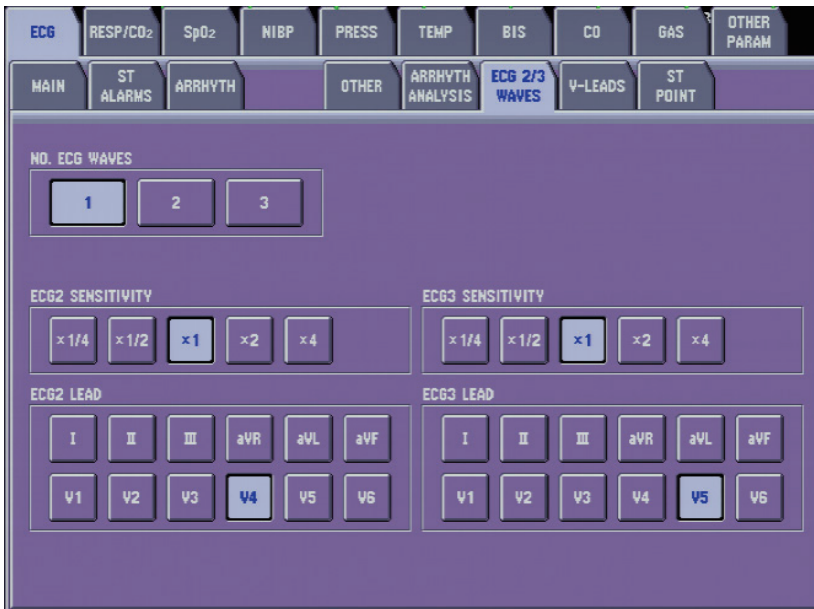 ECG RESP/CO2 SpO2 NIBP PRESS TEMP BIS CO GAS OTHER PARAM
MAIN ST ALARMS ARRHYTH OTHER ARRHYTH ANALYSIS ECG 2/3 WAVES V-LEADS ST POINT
NO. ECG WAVES
1 2 3
ECG2 SENSITIVITY ECG3 SENSITIVITY
×1/4 ×1/2 ×1 ×2 ×4 ×1/4 ×1/2 ×1 ×2 ×4
ECG2 LEAD ECG3 LEAD
I II III aVR aVL aVF I II III aVR aVL aVF
V1 V2 V3 V4 V5 V6 V1 V2 V3 V4 V5 V6